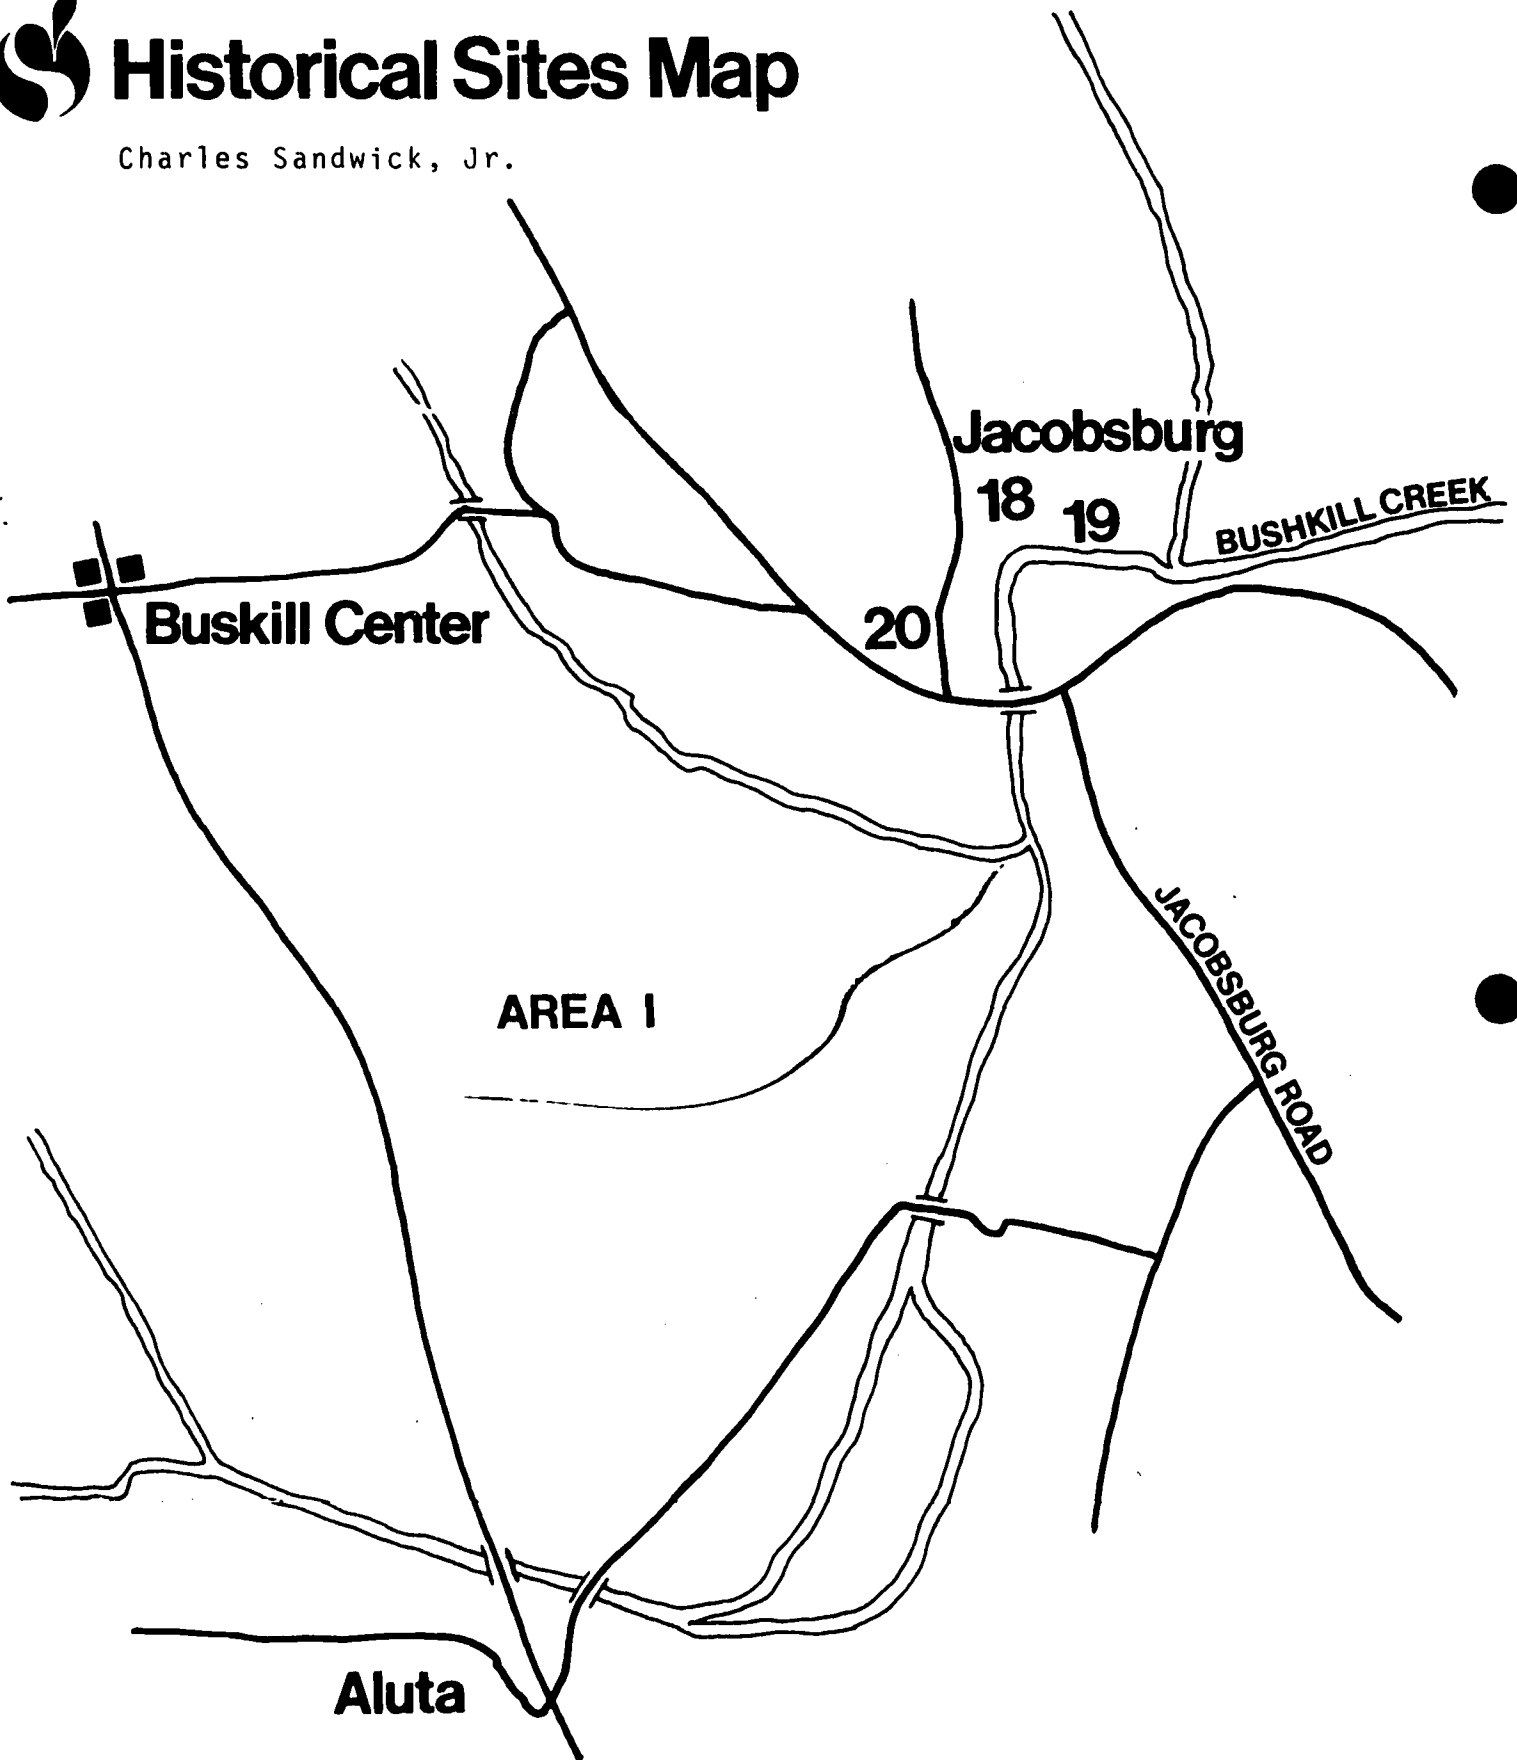 Historical Sites Map
Charles Sandwick, Jr.
Jacobsburg
18
19
BUSHKILL CREEK
20
Buskill Center
JACOBSBURG ROAD
AREA I
Aluta